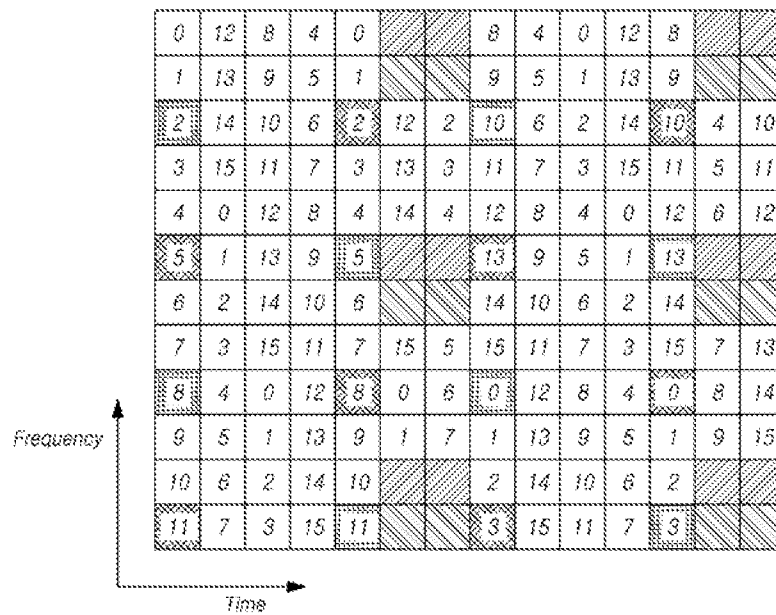 0 12 8 4 0 8 4 0 12 8
1 13 9 5 1 9 5 1 13 9
2 14 10 6 2 12 2 10 6 2 14 10 4 10
3 15 11 7 3 13 3 11 7 3 15 11 5 11
4 0 12 8 4 14 4 12 8 4 0 12 6 12
5 1 13 9 5 13 9 5 1 13
6 2 14 10 6 14 10 6 2 14
7 3 15 11 7 15 5 15 11 7 3 15 7 13
8 4 0 12 8 0 6 0 12 8 4 0 8 14
9 5 1 13 9 1 7 1 13 9 5 1 9 15
10 6 2 14 10 2 14 10 6 2
11 7 3 15 11 3 15 11 7 3
Frequency
Time